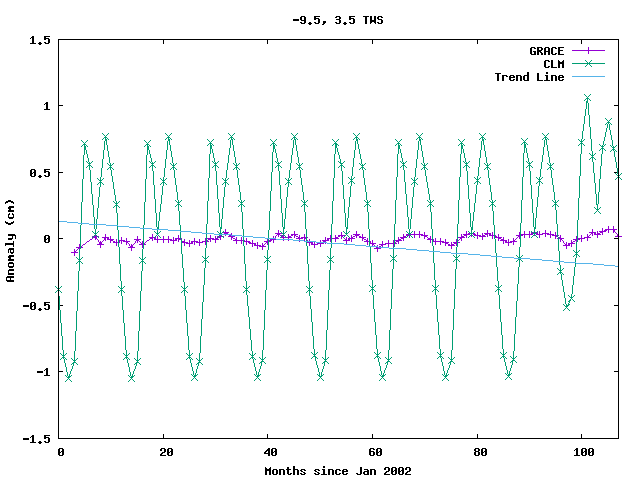 -9.5, 3.5 TWS
GRACE
CLM
Trend Line
1.5
1
0.5
0
-0.5
-1
-1.5
Anomaly (cm)
0 20 40 60 80 100
Months since Jan 2002